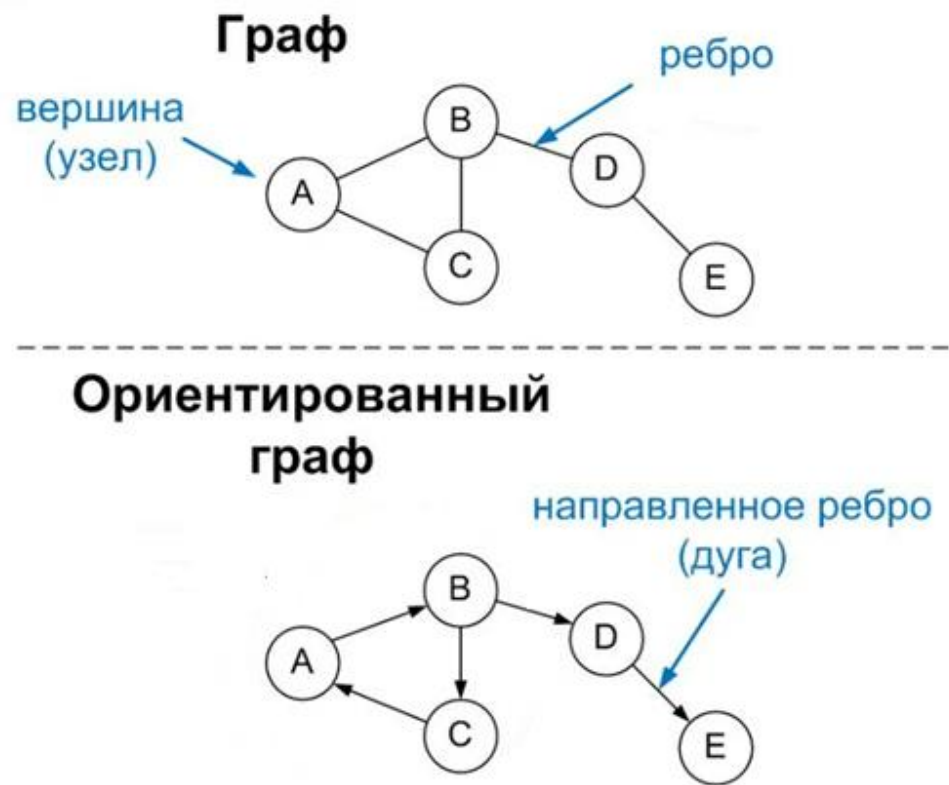 Граф
ребро
вершина
(узел)
B
D
A
C
E
Ориентированный
граф
направленное ребро
(дуга)
B
D
A
C
E